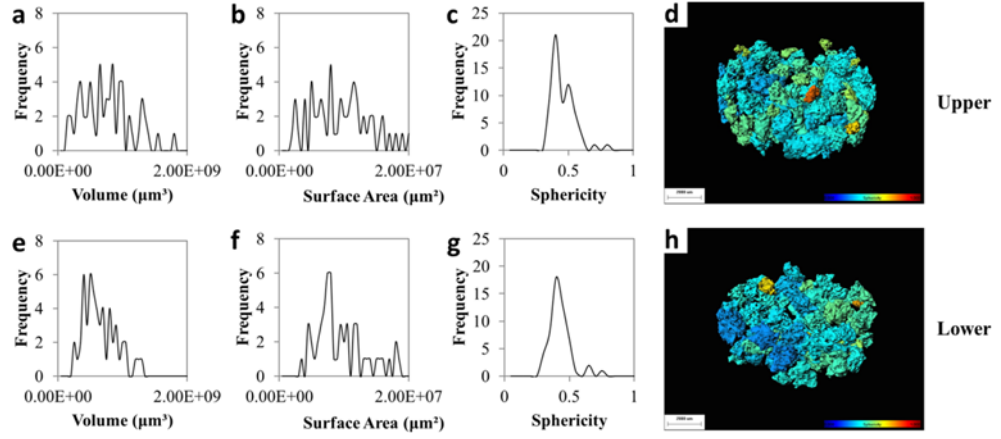 a
8
6
4
2
0
Frequency
0.00E+00
2.00E+09
Volume (µm³)
b
8
6
4
2
0
Frequency
0.00E+00
2.00E+07
Surface Area (µm²)
c
25
20
15
10
5
0
Frequency
0
0.5
1
Sphericity
d
Sphericity
Upper
e
8
6
4
2
0
Frequency
0.00E+00
2.00E+09
Volume (µm³)
f
8
6
4
2
0
Frequency
0.00E+00
2.00E+07
Surface Area (µm²)
g
25
20
15
10
5
0
Frequency
0
0.5
1
Sphericity
h
Sphericity
Lower